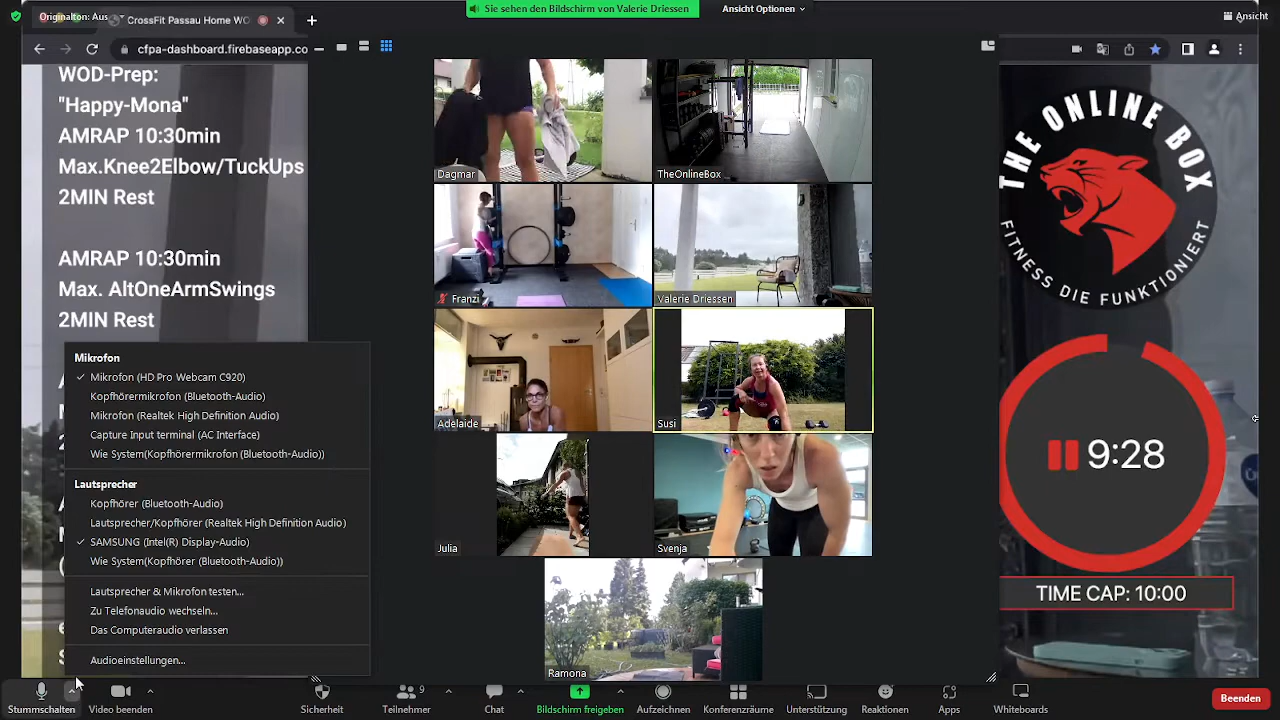 Originalton: Aus
CrossFit Passau Home WO
Sie sehen den Bildschirm von Valerie Driessen
Ansicht Optionen
Ansicht
cfpa-dashboard.firebaseapp.co
WOD-Prep:
"Happy-Mona"
AMRAP 10:30min
Max.Knee2Elbow/TuckUps
2MIN Rest
AMRAP 10:30min
Max. AltOneArmSwings
2MIN Rest
Mikrofon
Mikrofon (HD Pro Webcam C920)
Kopfhörermikrofon (Bluetooth-Audio)
Mikrofon (Realtek High Definition Audio)
Capture Input terminal (AC Interface)
Wie System(Kopfhörermikrofon (Bluetooth-Audio))
Lautsprecher
Kopfhörer (Bluetooth-Audio)
Lautsprecher/Kopfhörer (Realtek High Definition Audio)
SAMSUNG (Intel(R) Display-Audio)
Wie System(Kopfhörer (Bluetooth-Audio))
Lautsprecher & Mikrofon testen...
Zu Telefonaudio wechseln...
Das Computeraudio verlassen
Audioeinstellungen...
Dagmar
TheOnlineBox
Franzi
Valerie Driessen
Adelaide
Susi
Julia
Svenja
Ramona
THE ONLINE BOX
FITNESS DIE FUNKTIONIERT
9:28
TIME CAP: 10:00
Stummschalten
Video beenden
Sicherheit
Teilnehmer
9
Chat
Bildschirm freigeben
Aufzeichnen
Konferenzräume
Unterstützung
Reaktionen
Apps
Whiteboards
Beenden